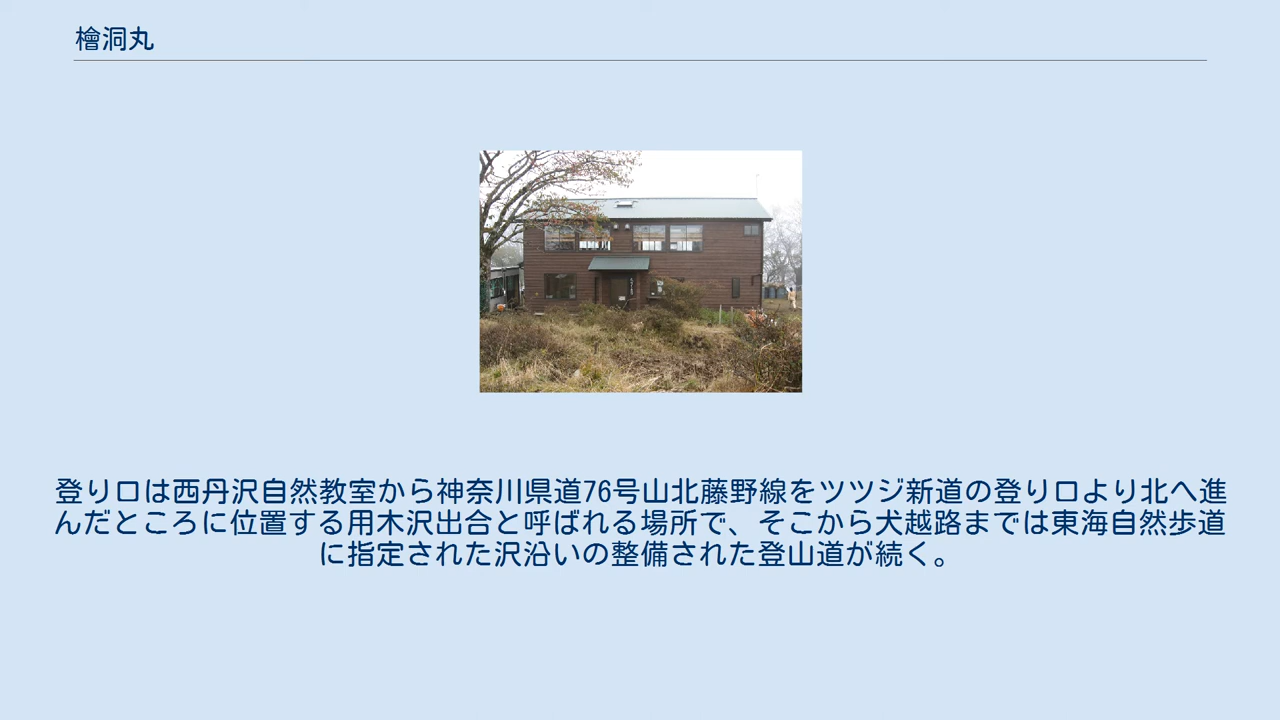 檜洞丸
登り口は西丹沢自然教室から神奈川県道76号山北藤野線をツツジ新道の登り口より北へ進
んだところに位置する用木沢出合と呼ばれる場所で、そこから犬越路までは東海自然歩道
に指定された沢沿いの整備された登山道が続く。